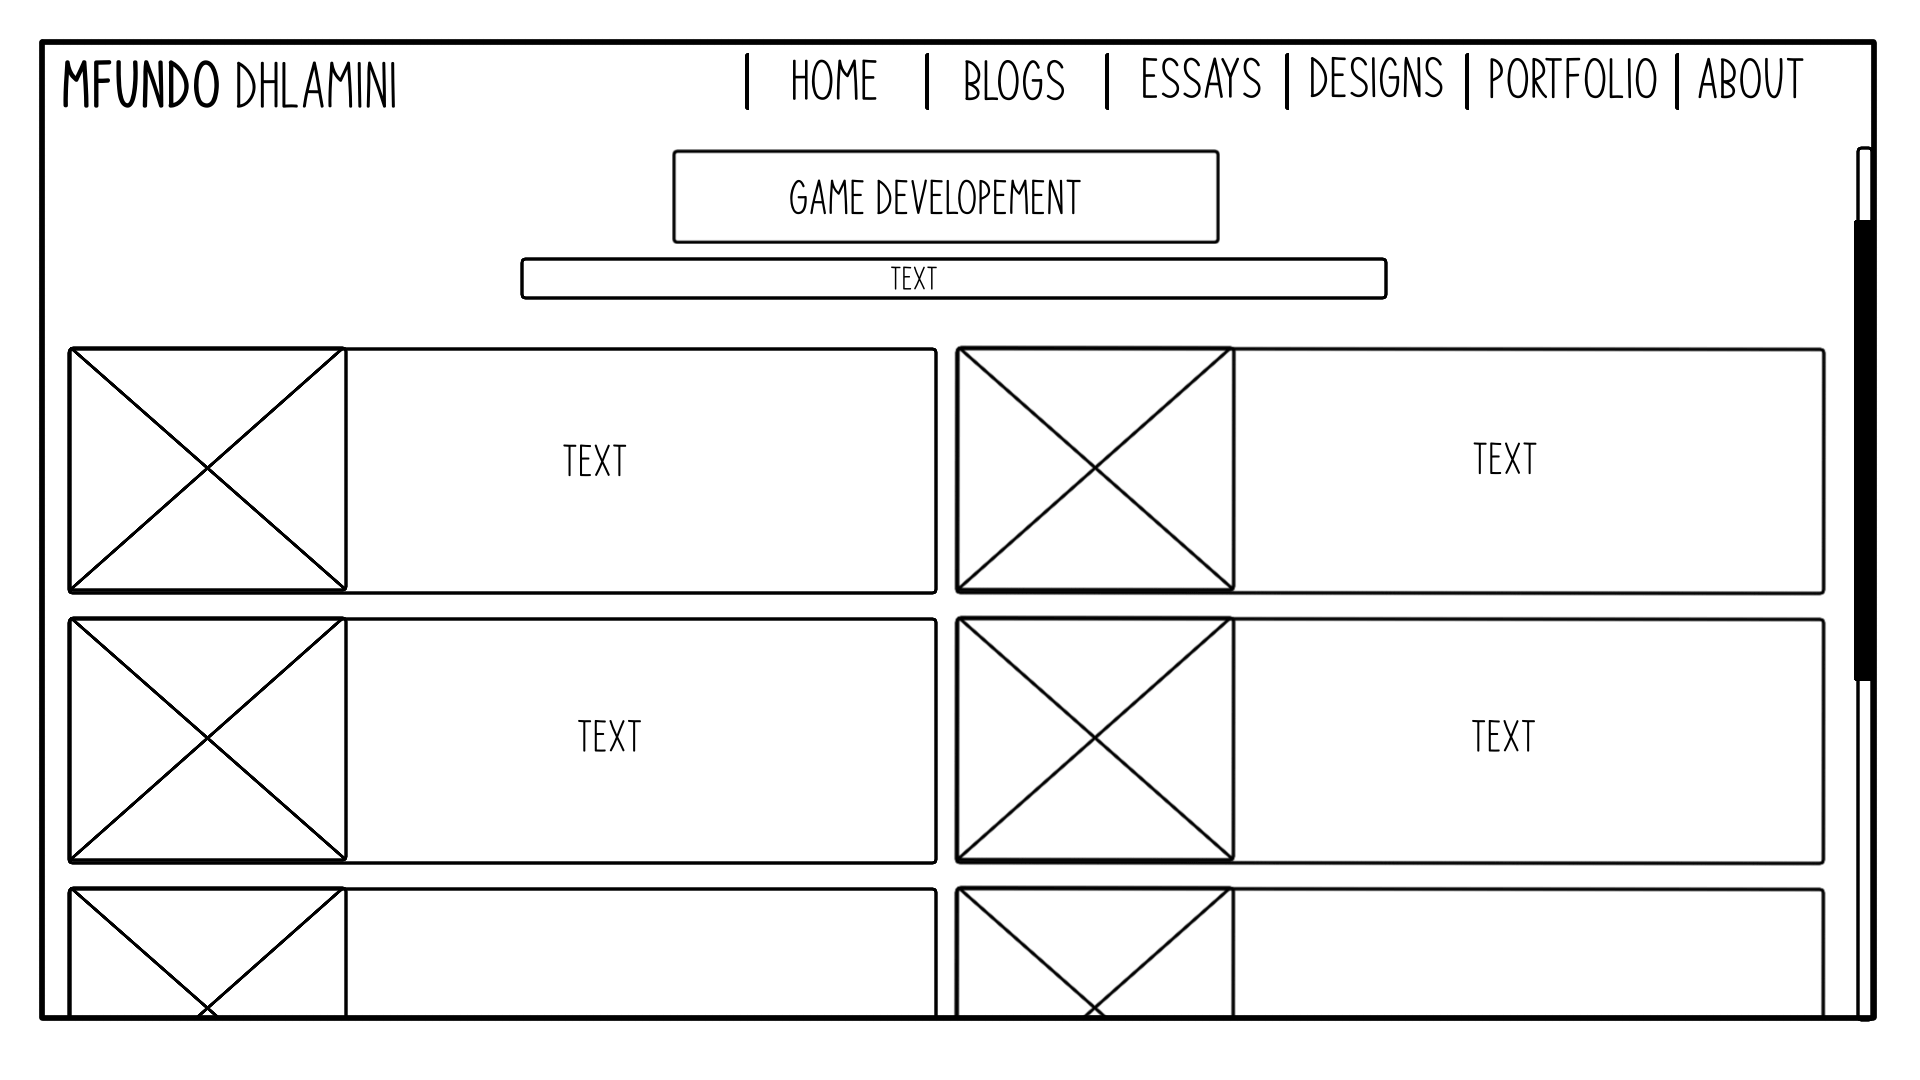 MFUNDO DHLAMINI
HOME BLOGS ESSAYS DESIGNS PORTFOLIO ABOUT
GAME DEVELOPEMENT
TEXT
TEXT TEXT
TEXT TEXT